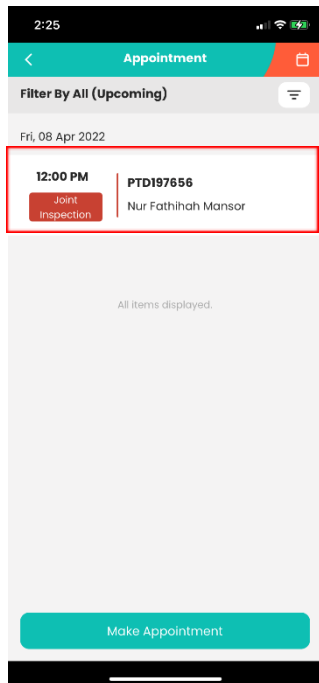 2:25
Appointment
Filter By All (Upcoming)
Fri, 08 Apr 2022
12:00 PM
PTD197656
Joint
Inspection
Nur Fathihah Mansor
All items displayed.
Make Appointment